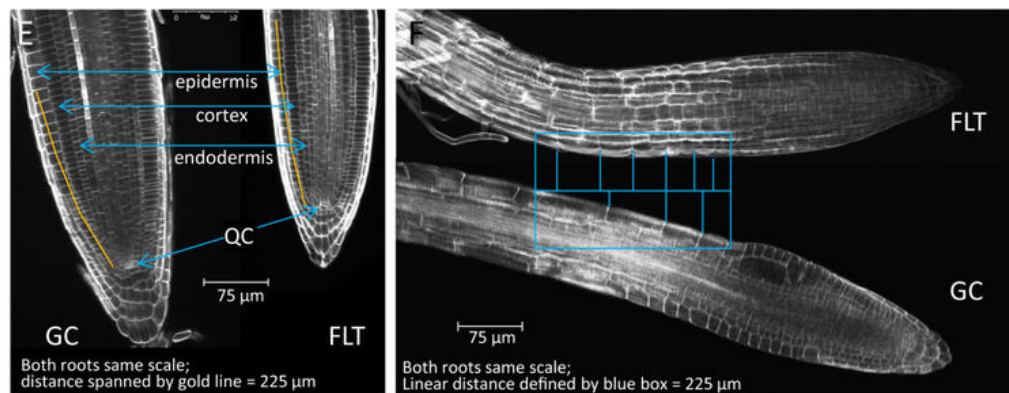 E
epidermis
cortex
endodermis
QC
75 µm
GC
FLT
Both roots same scale;
distance spanned by gold line = 225 µm
F
FLT
GC
75 µm
Both roots same scale;
Linear distance defined by blue box = 225 µm